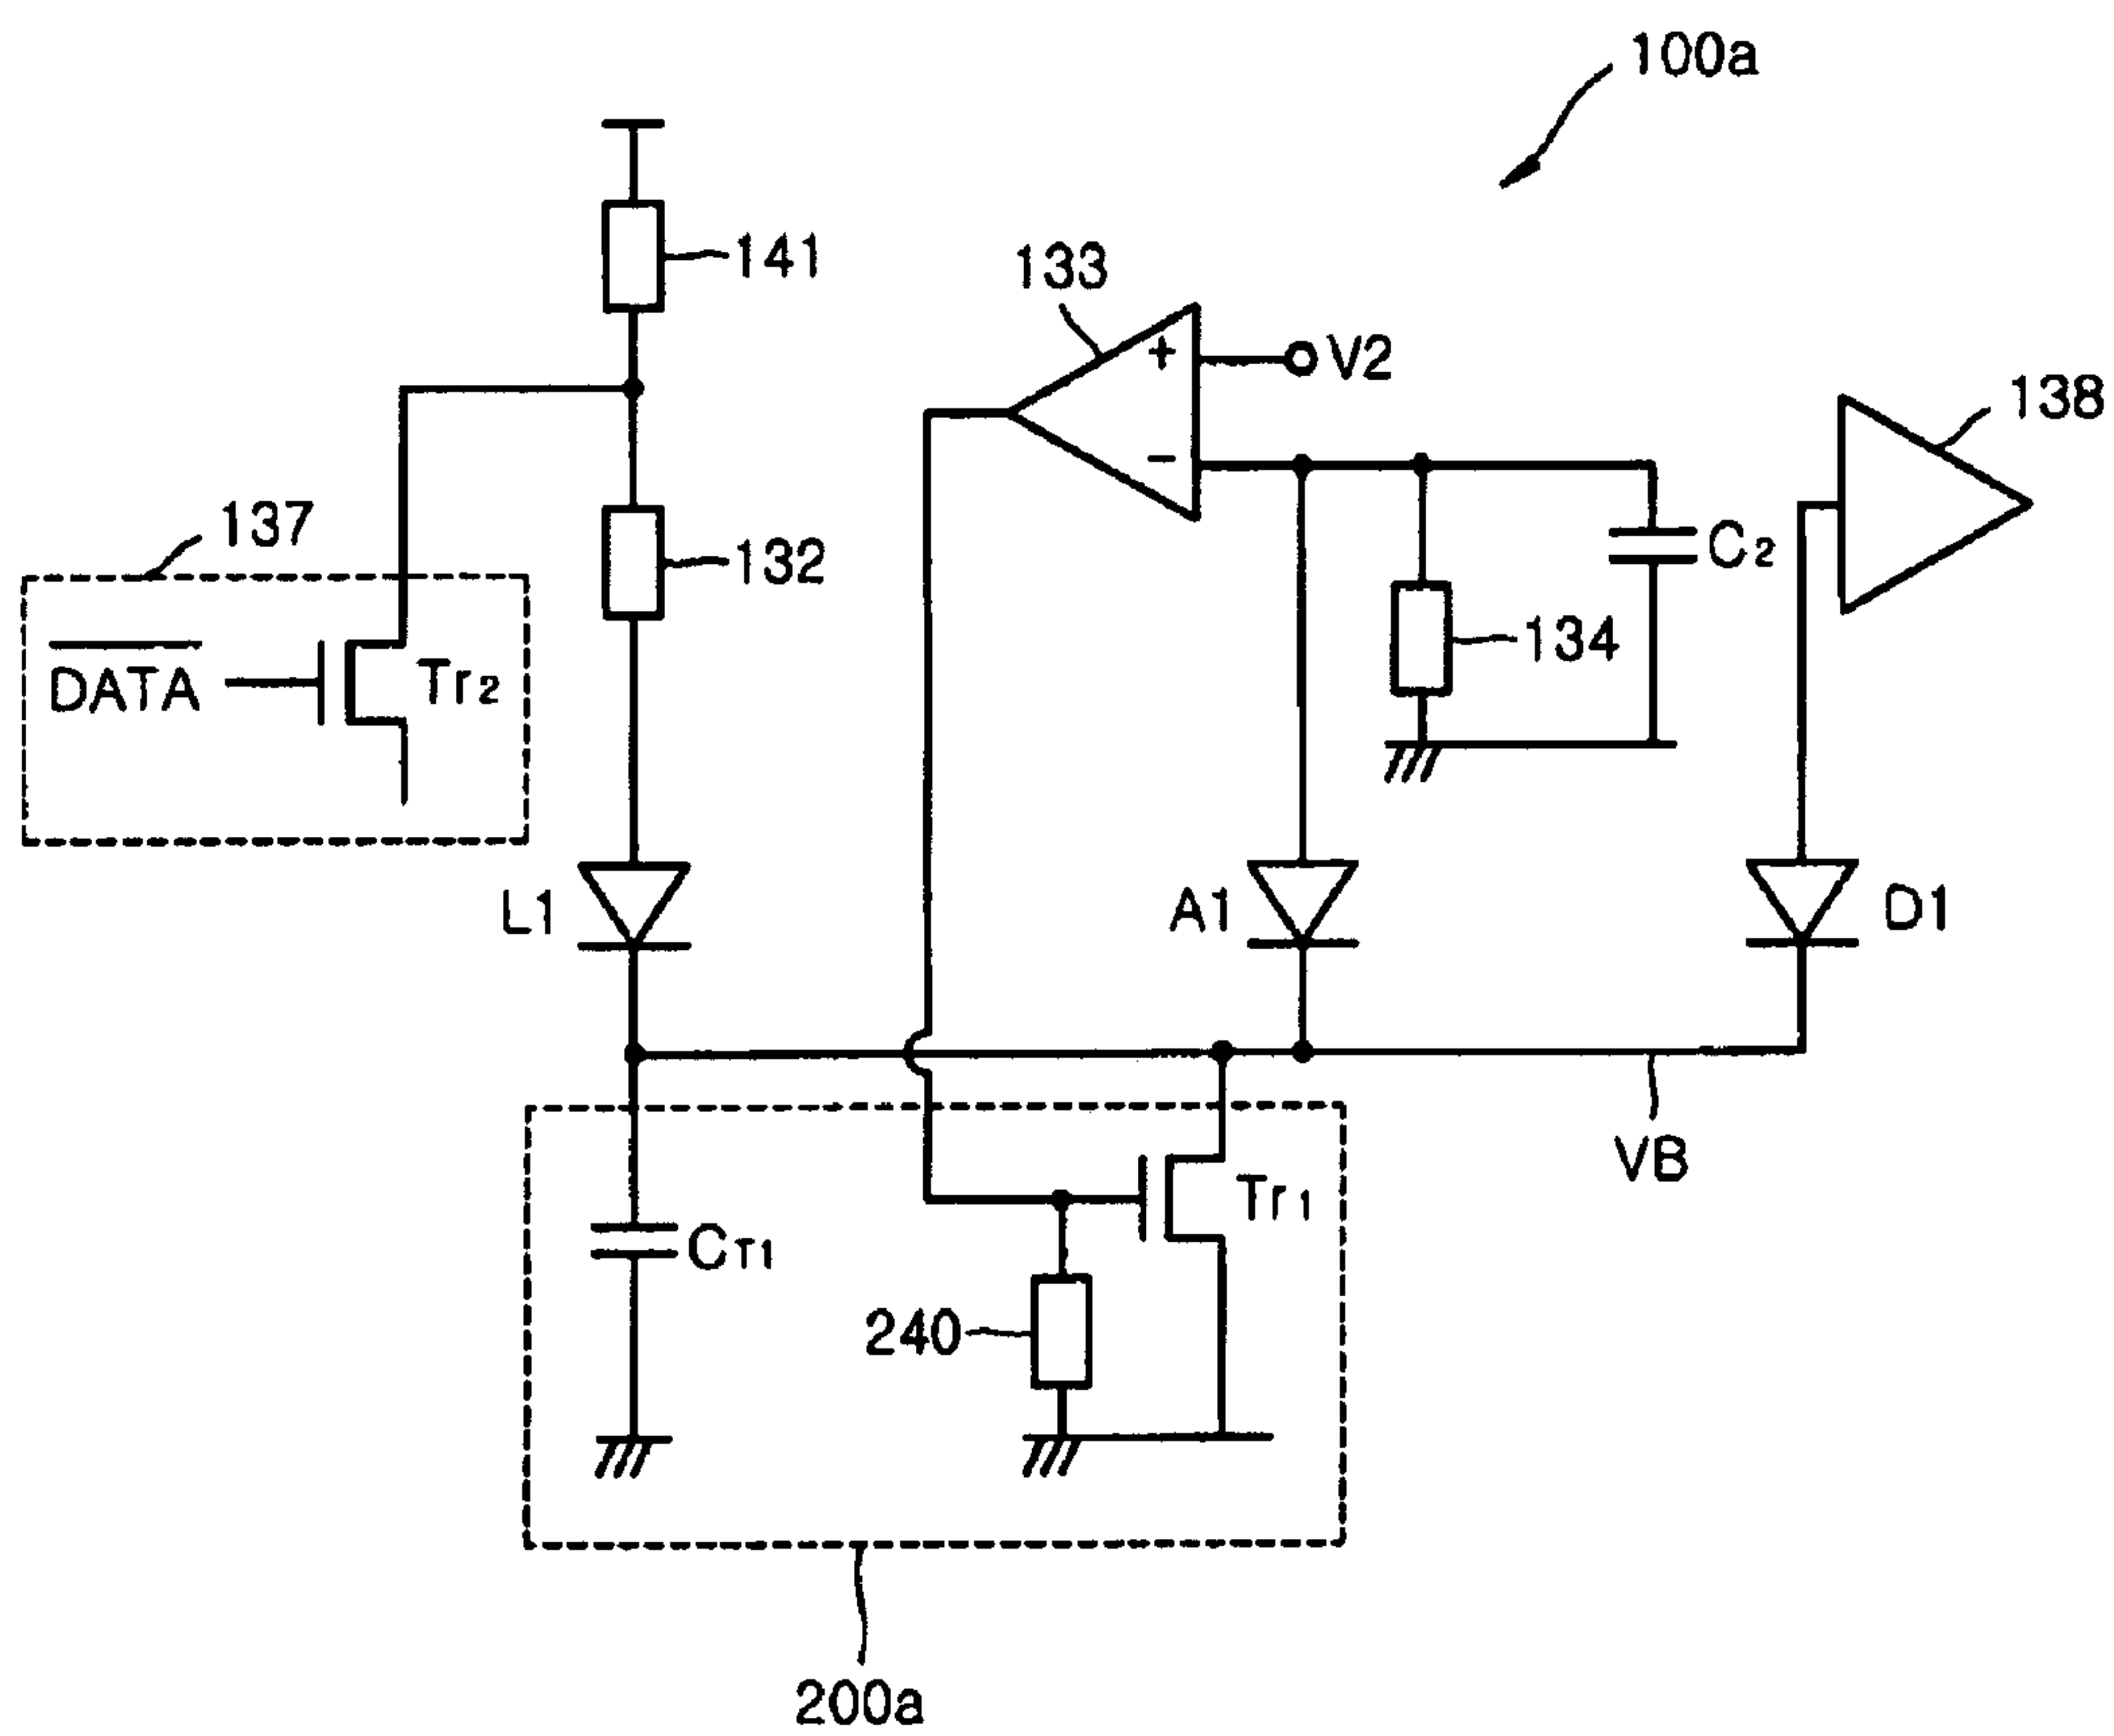 100a
141
133
+
V2
138
−
137
132
C2
134
DATA
Tr2
L1
A1
D1
VB
Tr1
CT1
240
200a